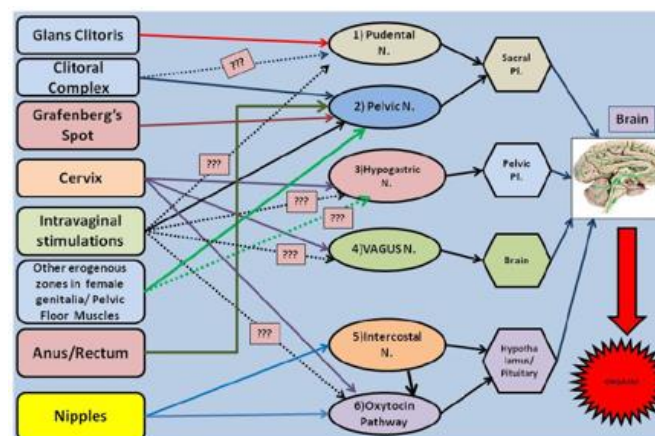 Glans Clitoris
Clitoral
Complex
Grafenberg's
Spot
Cervix
Intravaginal
stimulations
Other erogenous
zones in female
genitalia/ Pelvic
Floor Muscles
Anus/Rectum
Nipples
???
???
???
???
???
1) Pudental
N.
2) Pelvic N.
3)Hypogastric
N.
4)VAGUS N.
5)Intercostal
N.
6)Oxytocin
Pathway
Sacral
Pl.
Pelvic
Pl.
Brain
Hypotha
lamus/
Pituitary
Brain